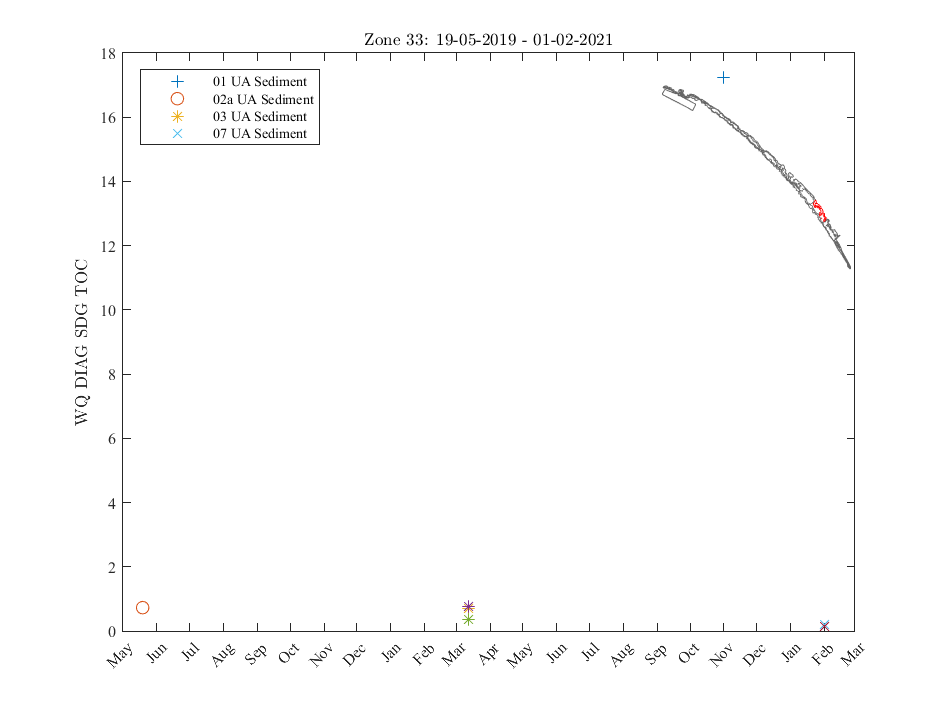 Zone 33: 19-05-2019 - 01-02-2021
18
16
14
12
10
8
6
4
2
0
WQ DIAG SDG TOC
01 UA Sediment
02a UA Sediment
03 UA Sediment
07 UA Sediment
May Jun Jul Aug Sep Oct Nov Dec Jan Feb Mar Apr May Jun Jul Aug Sep Oct Nov Dec Jan Feb Mar